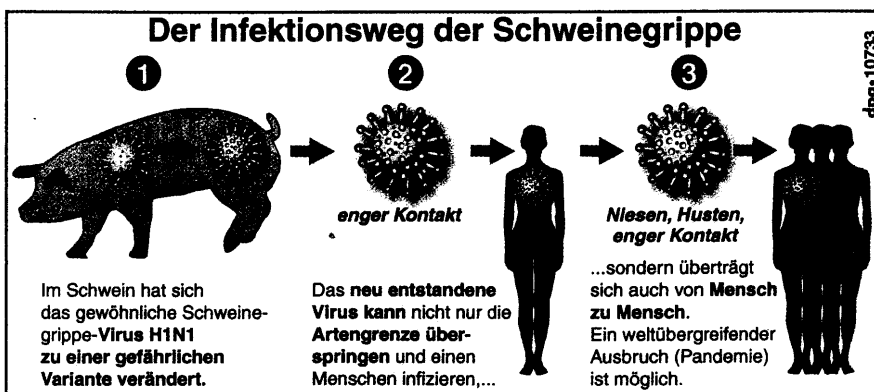 Der Infektionsweg der Schweinegrippe
1
2
3
dpa•10733
enger Kontakt
Niesen, Husten,
enger Kontakt
Im Schwein hat sich
das gewöhnliche Schweine-
grippe-Virus H1N1
zu einer gefährlichen
Variante verändert.
Das neu entstandene
Virus kann nicht nur die
Artengrenze über-
springen und einen
Menschen infizieren,...
...sondern überträgt
sich auch von Mensch
zu Mensch.
Ein weltübergreifender
Ausbruch (Pandemie)
ist möglich.